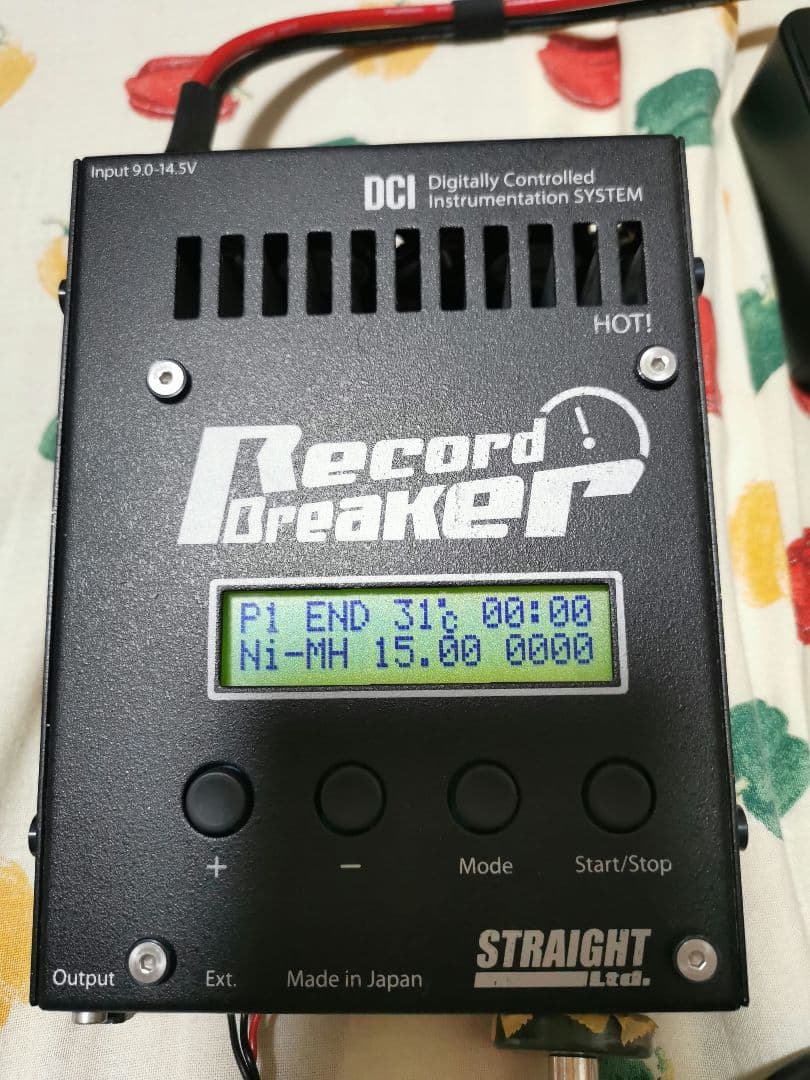 Input 9.0-14.5V
DCI Digitally Controlled
Instrumentation SYSTEM
HOT!
Record
Breaker
P1 END 31℃ 00:00
Ni-MH 15.00 0000
+ − Mode Start/Stop
STRAIGHT
Ltd.
Output Ext. Made in Japan